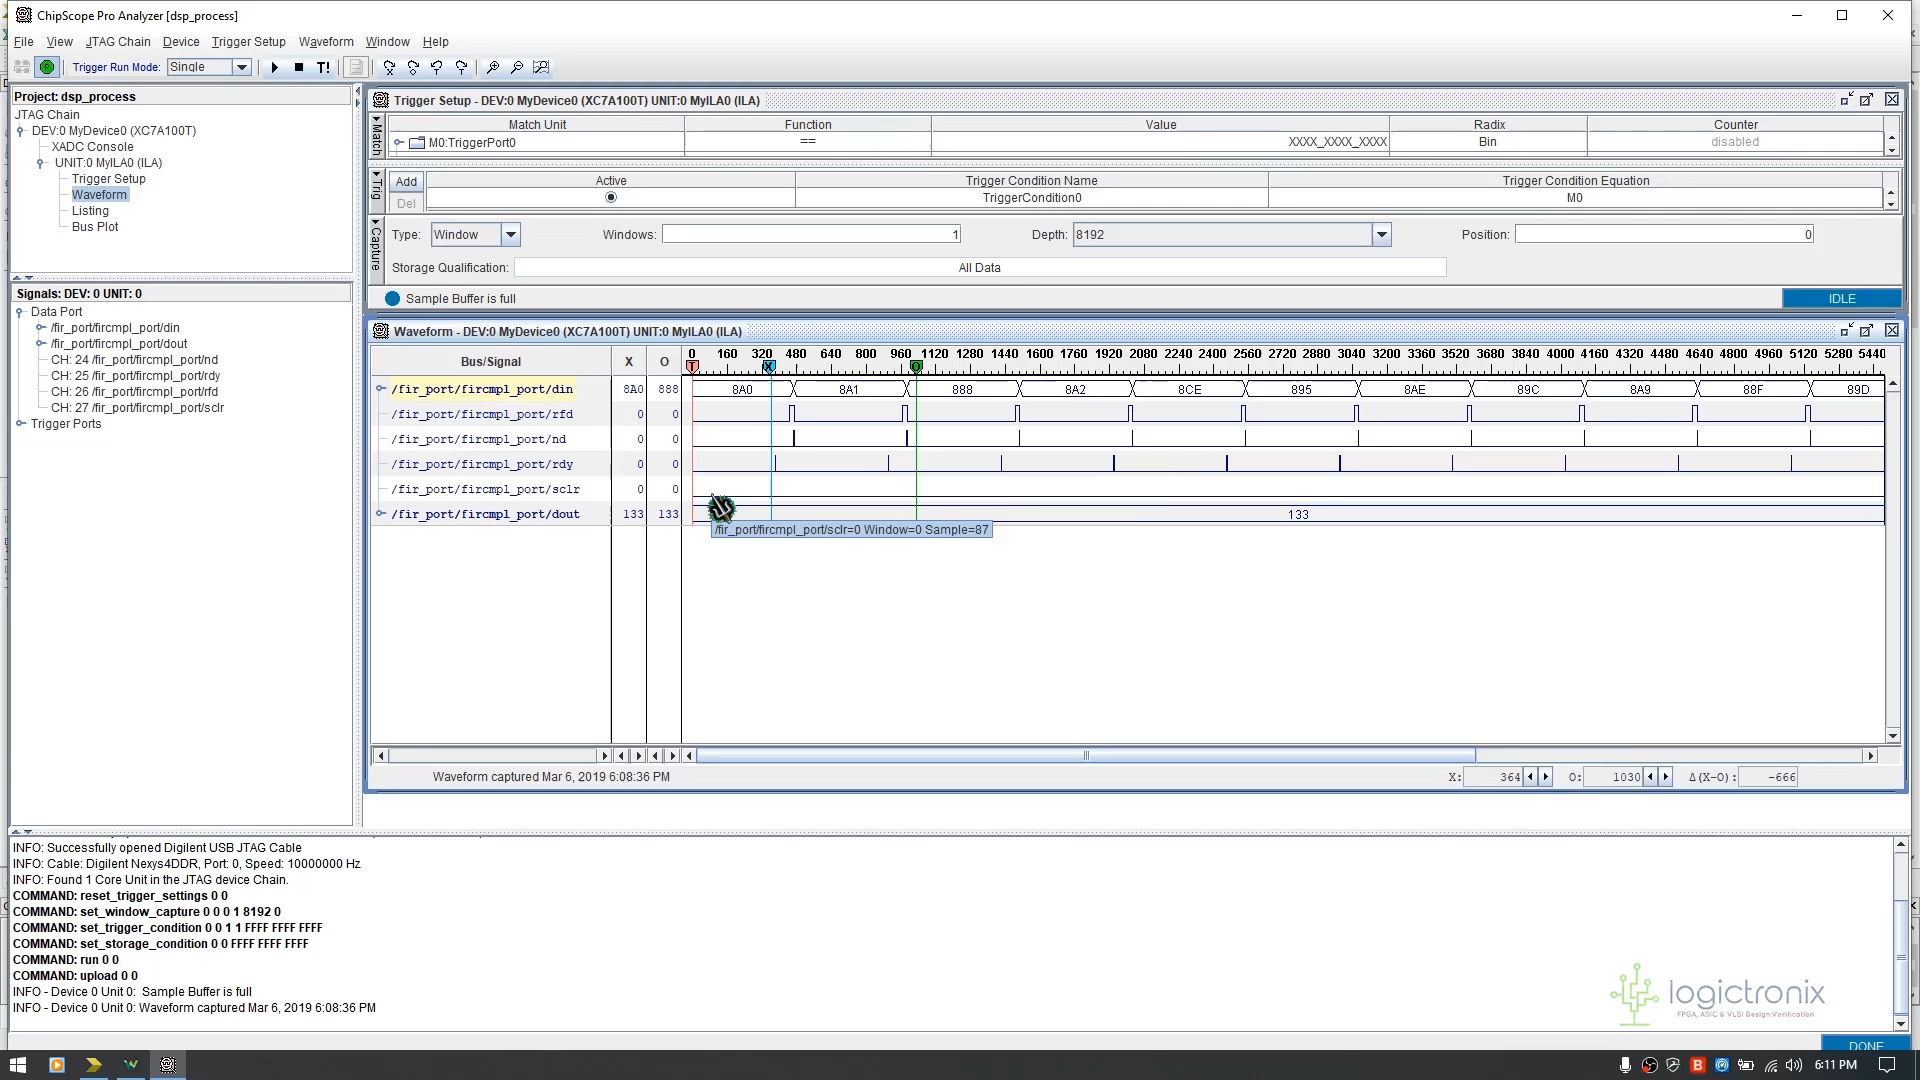 ChipScope Pro Analyzer [dsp_process]
File View JTAG Chain Device Trigger Setup Waveform Window Help
Trigger Run Mode: Single T!
Project: dsp_process
JTAG Chain
DEV:0 MyDevice0 (XC7A100T)
XADC Console
UNIT:0 MyILA0 (ILA)
Trigger Setup
Waveform
Listing
Bus Plot
Signals: DEV: 0 UNIT: 0
Data Port
/fir_port/fircmpl_port/din
/fir_port/fircmpl_port/dout
CH: 24 /fir_port/fircmpl_port/nd
CH: 25 /fir_port/fircmpl_port/rdy
CH: 26 /fir_port/fircmpl_port/rfd
CH: 27 /fir_port/fircmpl_port/sclr
Trigger Ports
Trigger Setup - DEV:0 MyDevice0 (XC7A100T) UNIT:0 MyILA0 (ILA)
Match
Match Unit Function Value Radix Counter
M0:TriggerPort0 == XXXX_XXXX_XXXX Bin disabled
Trig
Add Active Trigger Condition Name Trigger Condition Equation
Del TriggerCondition0 M0
Capture
Type: Window Windows: 1 Depth: 8192 Position: 0
Storage Qualification: All Data
Sample Buffer is full IDLE
Waveform - DEV:0 MyDevice0 (XC7A100T) UNIT:0 MyILA0 (ILA)
Bus/Signal X O 0 160 320 480 640 800 960 1120 1280 1440 1600 1760 1920 2080 2240 2400 2560 2720 2880 3040 3200 3360 3520 3680 3840 4000 4160 4320 4480 4640 4800 4960 5120 5280 5440
T X O
/fir_port/fircmpl_port/din 8A0 888 8A0 8A1 888 8A2 8CE 895 8AE 89C 8A9 88F 89D
/fir_port/fircmpl_port/rfd 0 0
/fir_port/fircmpl_port/nd 0 0
/fir_port/fircmpl_port/rdy 0 0
/fir_port/fircmpl_port/sclr 0 0
/fir_port/fircmpl_port/dout 133 133 133
/fir_port/fircmpl_port/sclr=0 Window=0 Sample=87
Waveform captured Mar 6, 2019 6:08:36 PM X: 364 O: 1030 Δ(X-O): -666
INFO: Successfully opened Digilent USB JTAG Cable
INFO: Cable: Digilent Nexys4DDR, Port: 0, Speed: 10000000 Hz
INFO: Found 1 Core Unit in the JTAG device Chain.
COMMAND: reset_trigger_settings 0 0
COMMAND: set_window_capture 0 0 0 1 8192 0
COMMAND: set_trigger_condition 0 0 1 1 FFFF FFFF FFFF
COMMAND: set_storage_condition 0 0 FFFF FFFF FFFF
COMMAND: run 0 0
COMMAND: upload 0 0
INFO - Device 0 Unit 0: Sample Buffer is full
INFO - Device 0 Unit 0: Waveform captured Mar 6, 2019 6:08:36 PM
logictronix
FPGA, ASIC & VLSI Design:Verification
DONE
6:11 PM